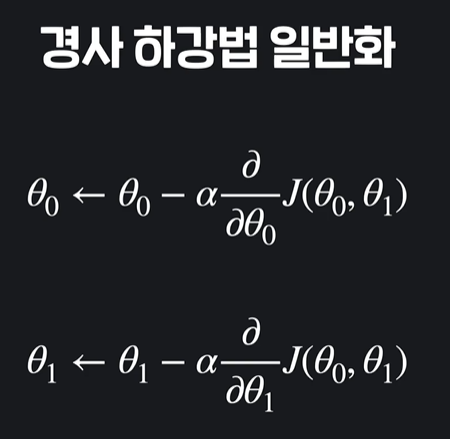 경사 하강법 일반화
θ₀ ← θ₀ − α ∂/∂θ₀ J(θ₀, θ₁)
θ₁ ← θ₁ − α ∂/∂θ₁ J(θ₀, θ₁)